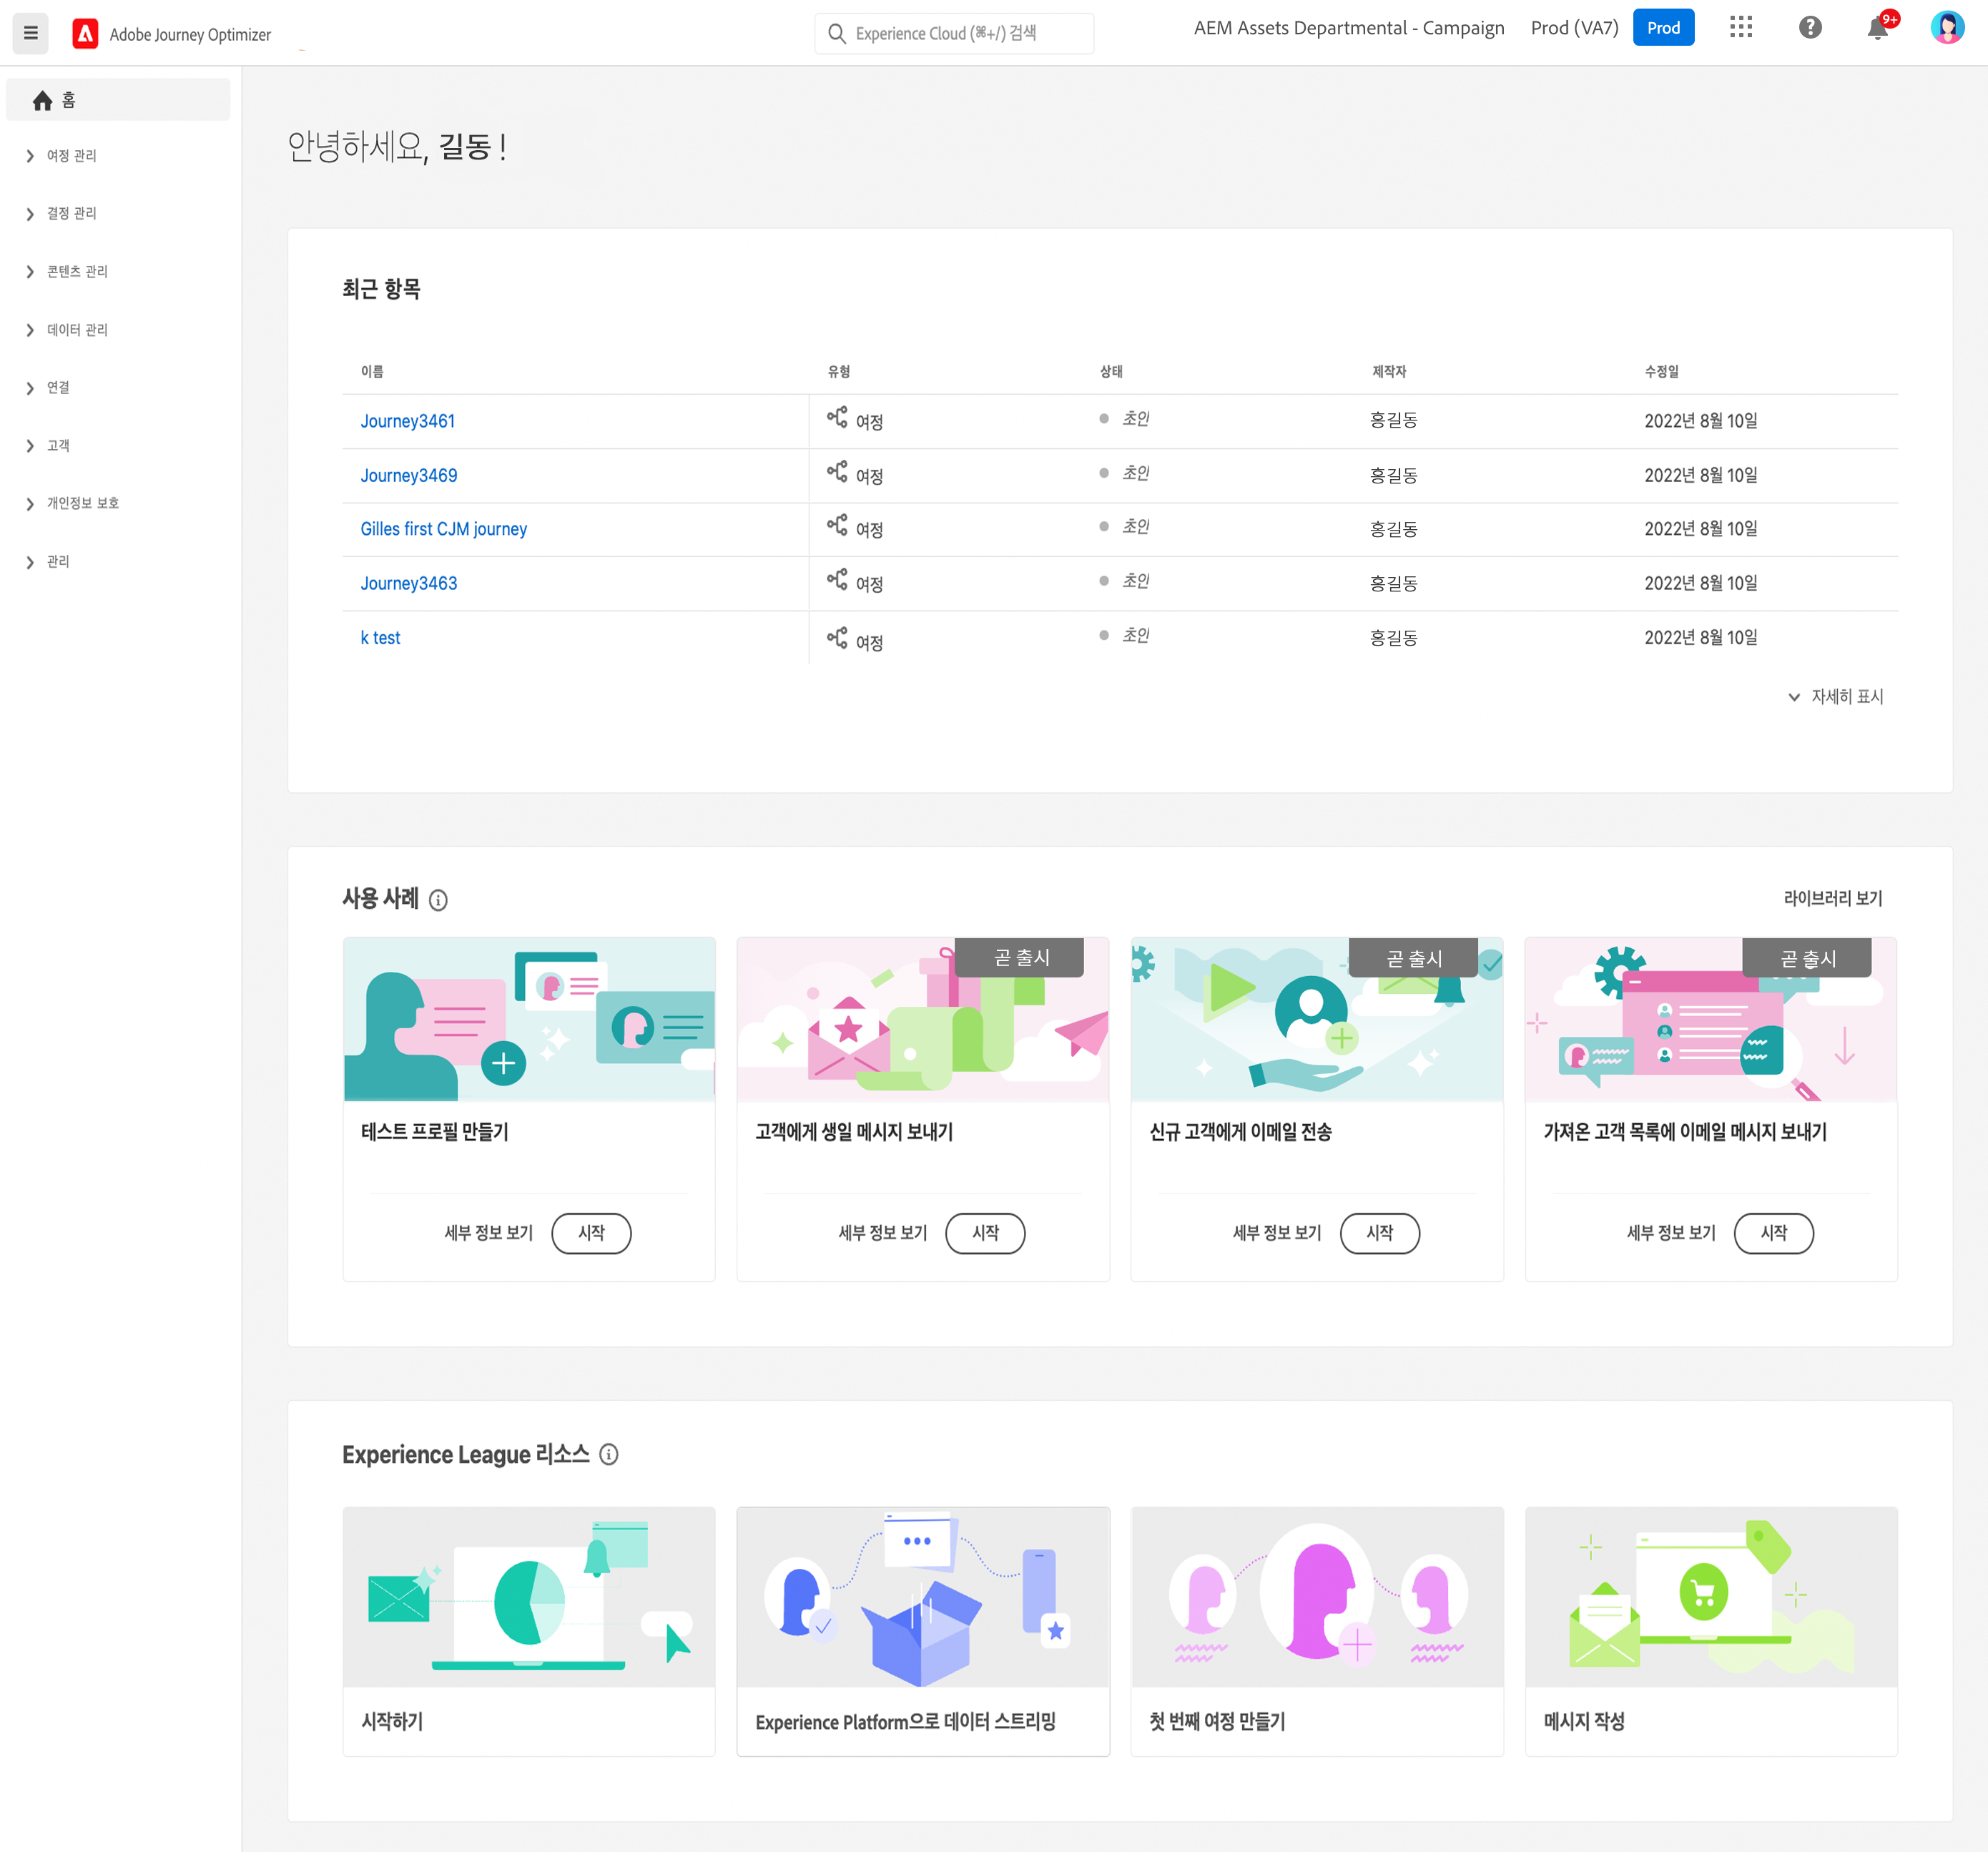 Adobe Journey Optimizer
Experience Cloud (⌘+/) 검색
AEM Assets Departmental - Campaign
Prod (VA7)
Prod
9+
홈
여정 관리
결정 관리
콘텐츠 관리
데이터 관리
연결
고객
개인정보 보호
관리
안녕하세요, 길동 !
최근 항목
이름 유형 상태 제작자 수정일
Journey3461 여정 초안 홍길동 2022년 8월 10일
Journey3469 여정 초안 홍길동 2022년 8월 10일
Gilles first CJM journey 여정 초안 홍길동 2022년 8월 10일
Journey3463 여정 초안 홍길동 2022년 8월 10일
k test 여정 초안 홍길동 2022년 8월 10일
자세히 표시
사용 사례
라이브러리 보기
곧 출시
곧 출시
곧 출시
테스트 프로필 만들기
세부 정보 보기 시작
고객에게 생일 메시지 보내기
세부 정보 보기 시작
신규 고객에게 이메일 전송
세부 정보 보기 시작
가져온 고객 목록에 이메일 메시지 보내기
세부 정보 보기 시작
Experience League 리소스
시작하기
Experience Platform으로 데이터 스트리밍
첫 번째 여정 만들기
메시지 작성